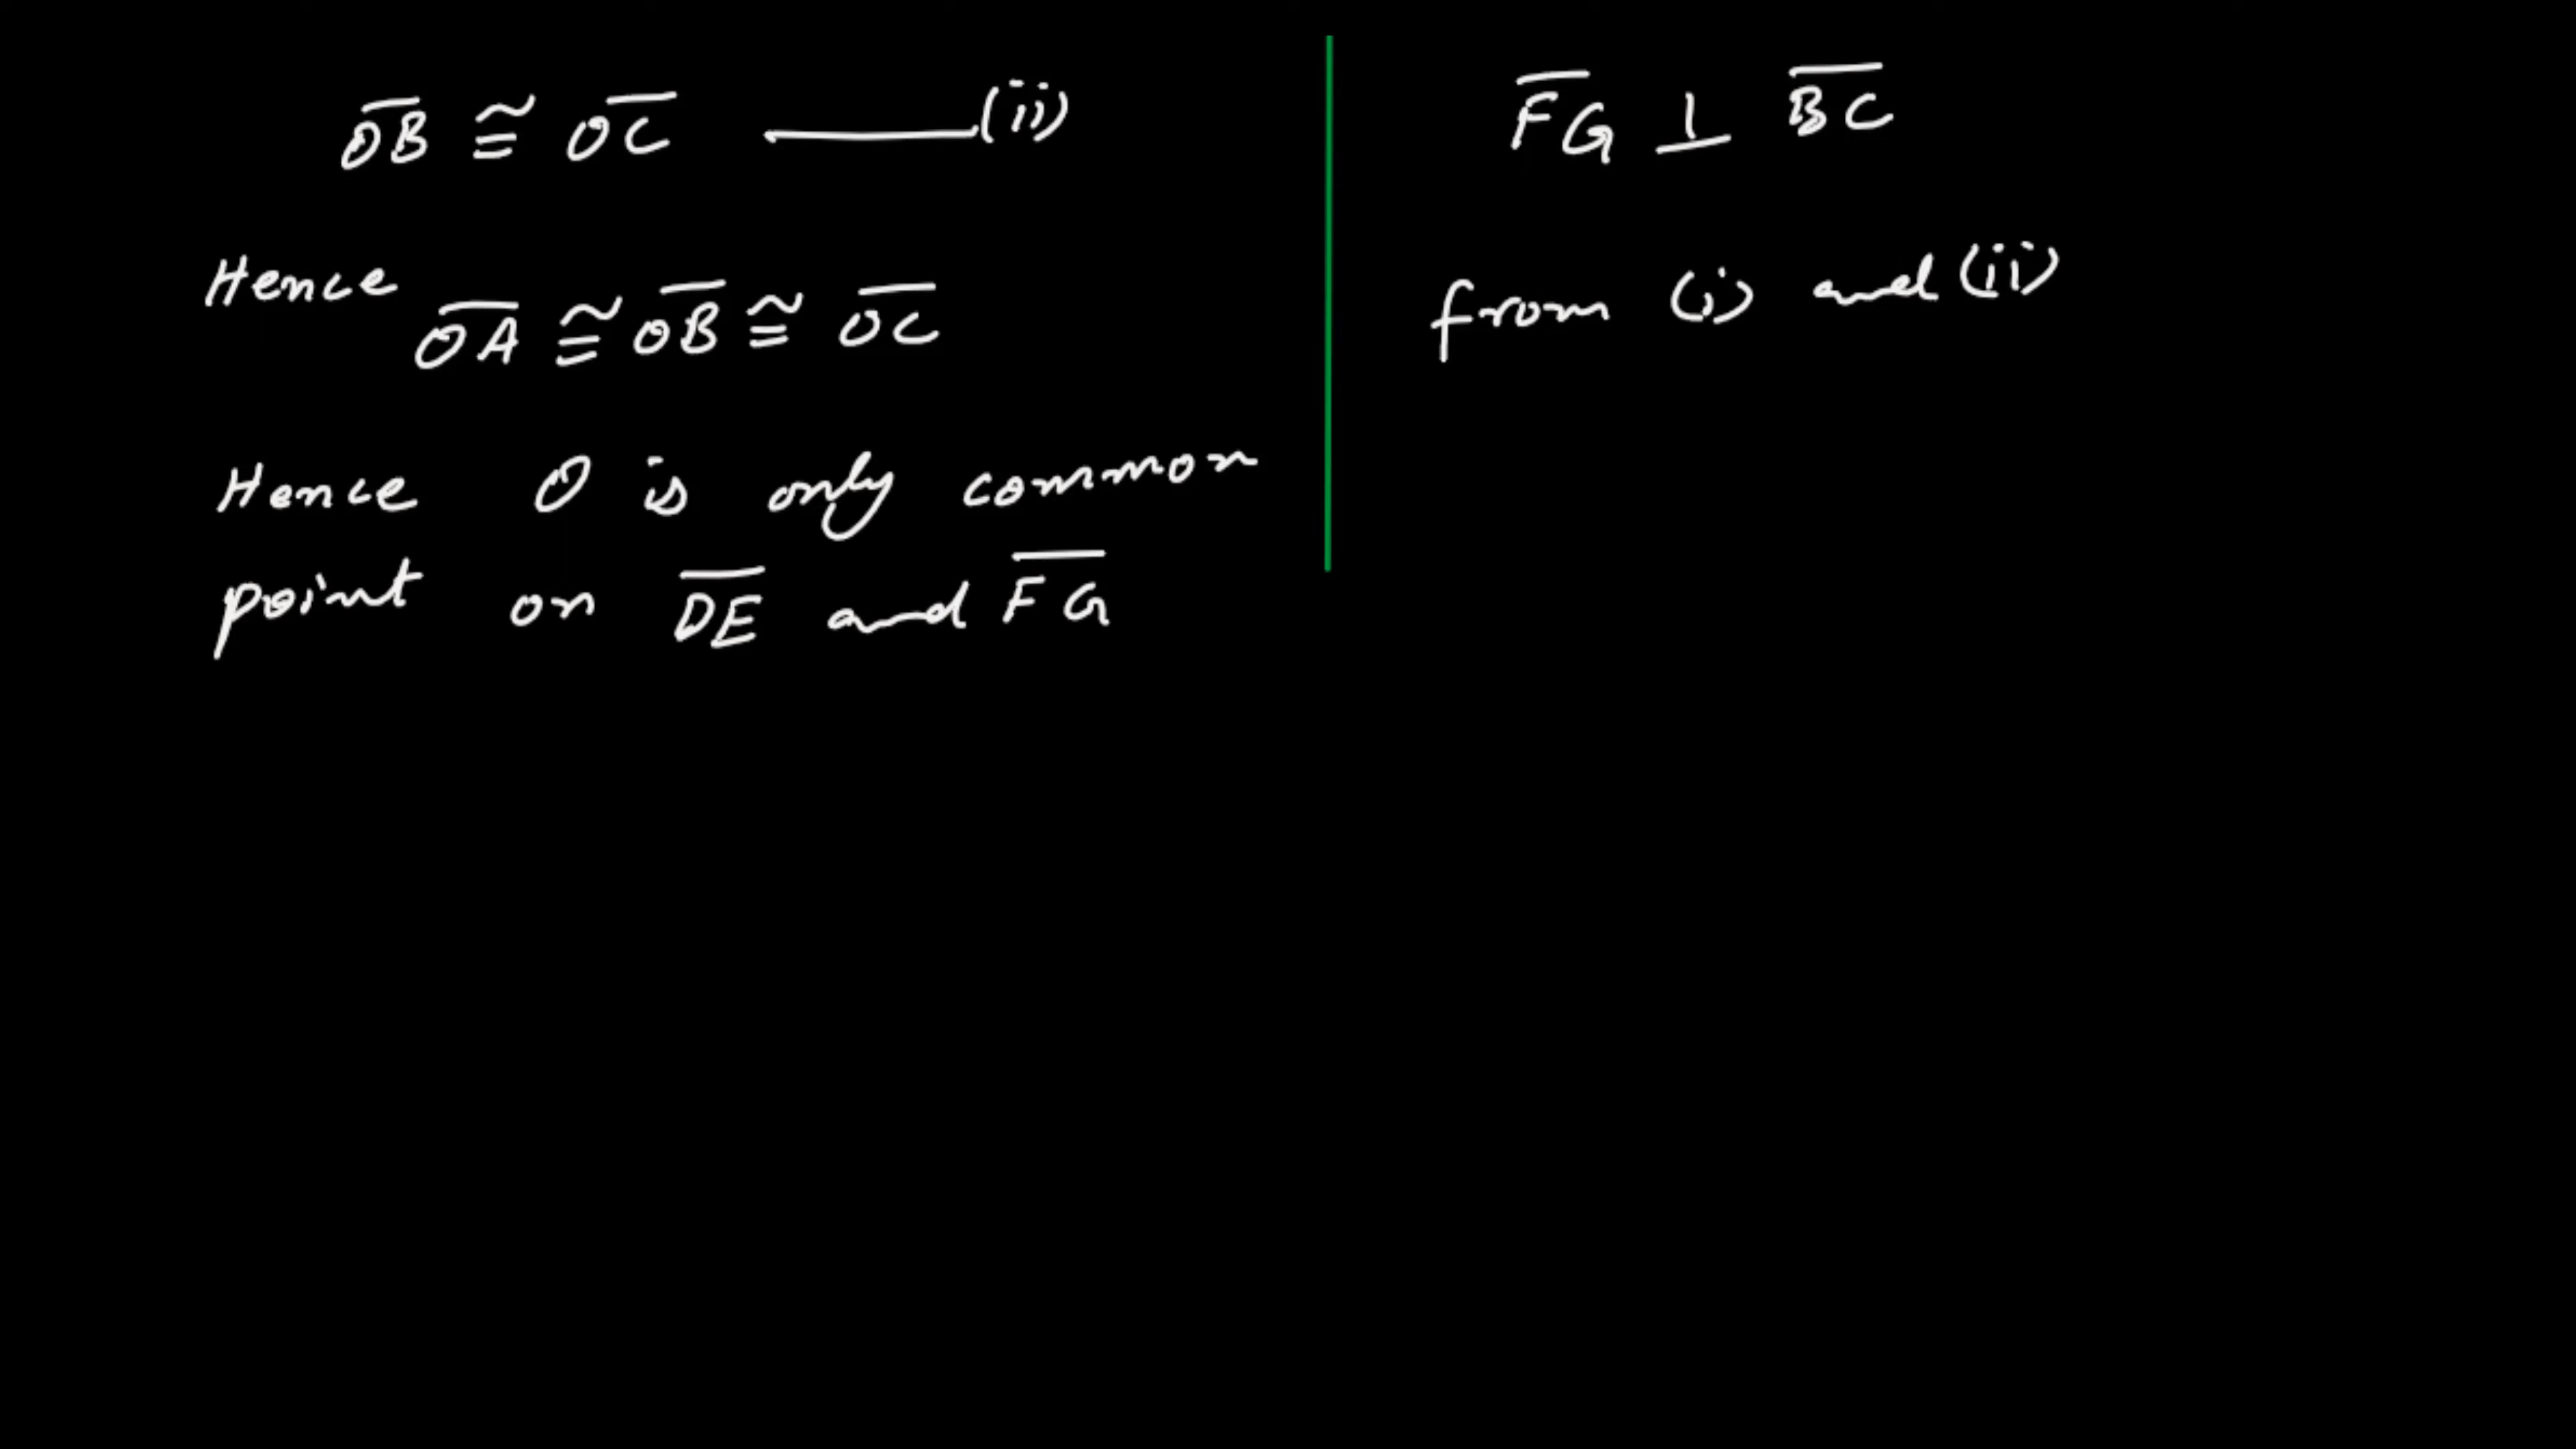 OB ≅ OC ———(ii)
FG ⊥ BC
Hence
OA ≅ OB ≅ OC
from (i) and (ii)
Hence O is only common
point on DE and FG